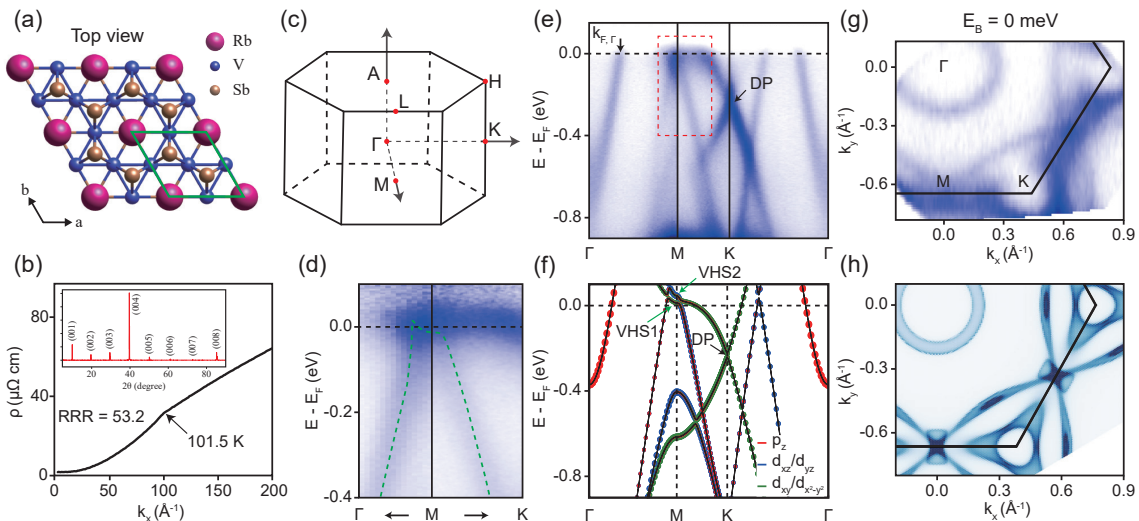 (a)
Top view
Rb
V
Sb
b
a
(b)
ρ (μΩ cm)
80
40
0
(001)
(002)
(003)
(004)
(005)
(006)
(007)
(008)
20
40
60
80
2θ (degree)
RRR = 53.2
101.5 K
0
50
100
150
200
k_x (Å⁻¹)
(c)
A
H
L
Γ
K
M
(d)
E - E_F (eV)
0.0
-0.2
-0.4
Γ
M
K
(e)
k_F, Γ
E - E_F (eV)
0.0
-0.4
-0.8
DP
Γ
M
K
Γ
(f)
VHS2
VHS1
DP
E - E_F (eV)
0.0
-0.4
-0.8
p_z
d_xz/d_yz
d_xy/d_x²-y²
Γ
M
K
Γ
(g)
E_B = 0 meV
k_y (Å⁻¹)
0.0
-0.3
-0.6
Γ
M
K
0.0
0.3
0.6
0.9
k_x (Å⁻¹)
(h)
k_y (Å⁻¹)
0.0
-0.3
-0.6
0.0
0.3
0.6
0.9
k_x (Å⁻¹)